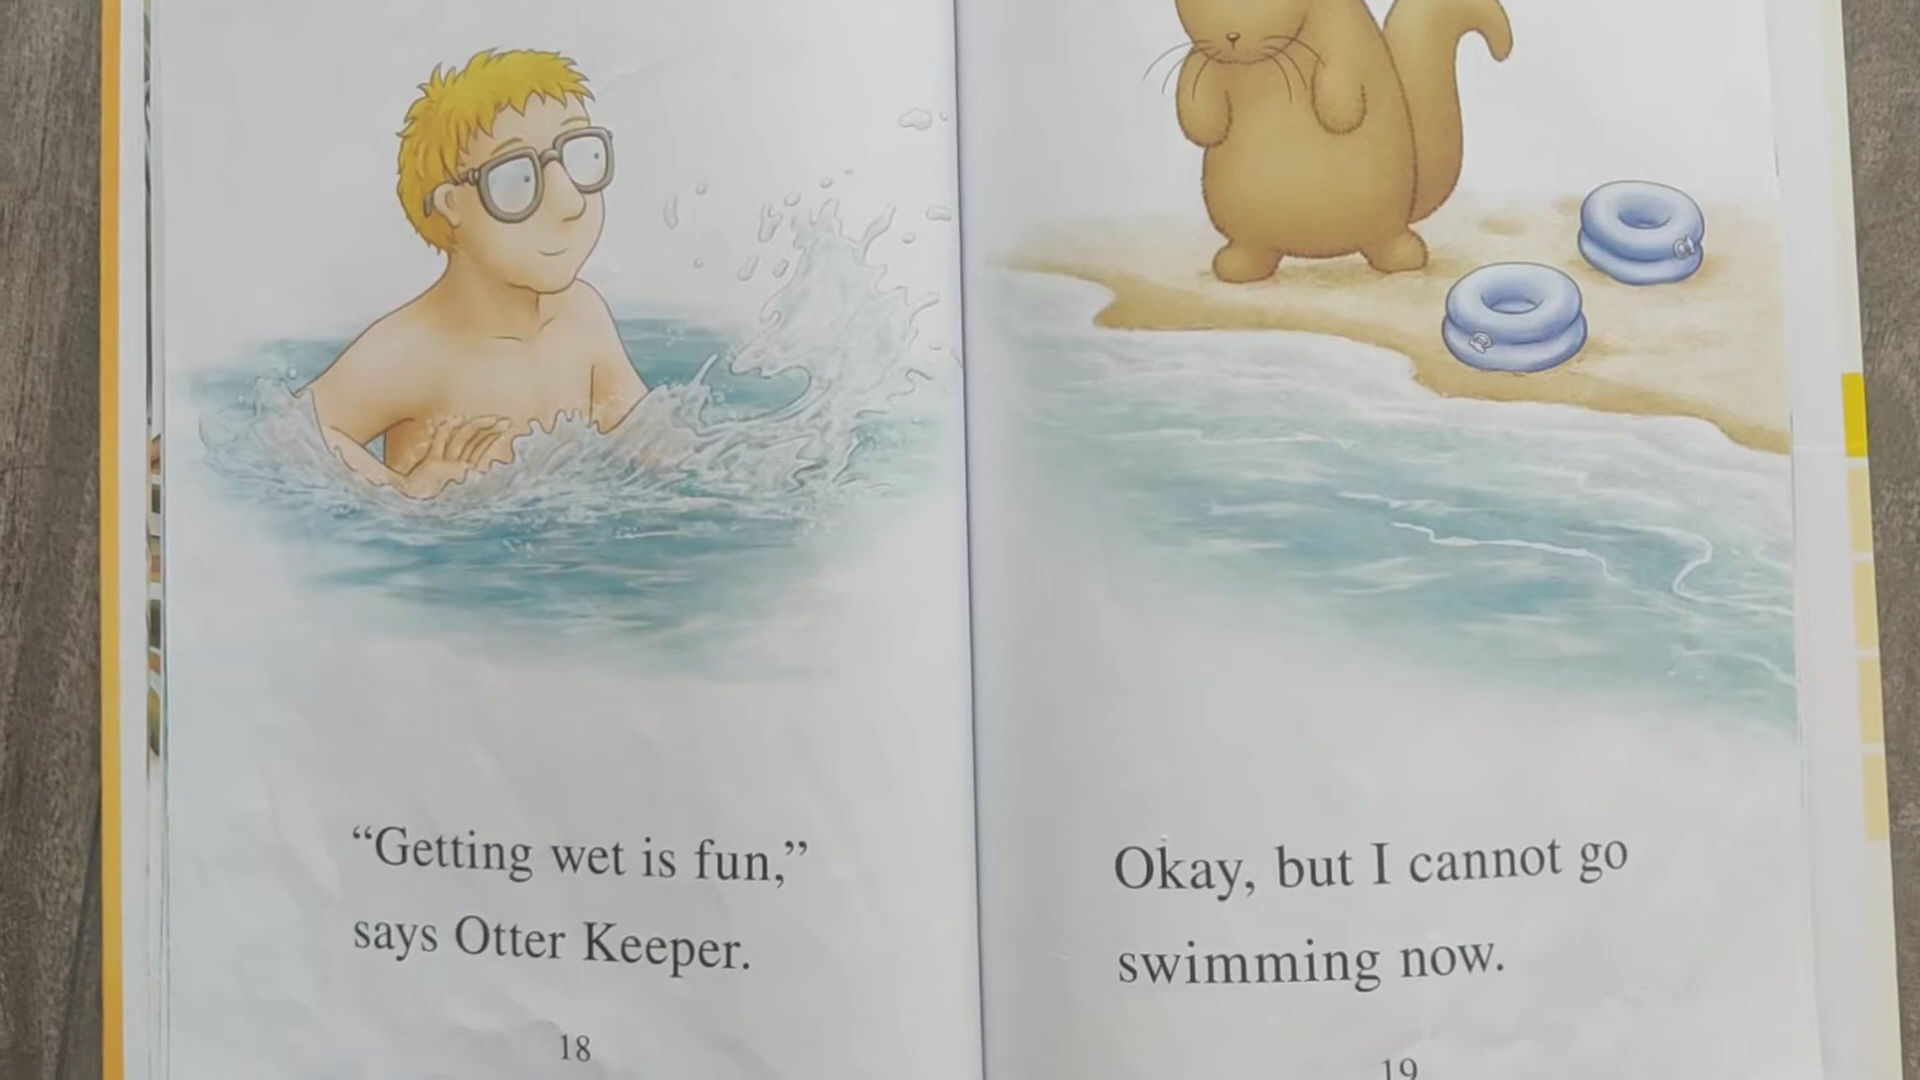 “Getting wet is fun,”
says Otter Keeper.
18
Okay, but I cannot go
swimming now.
19